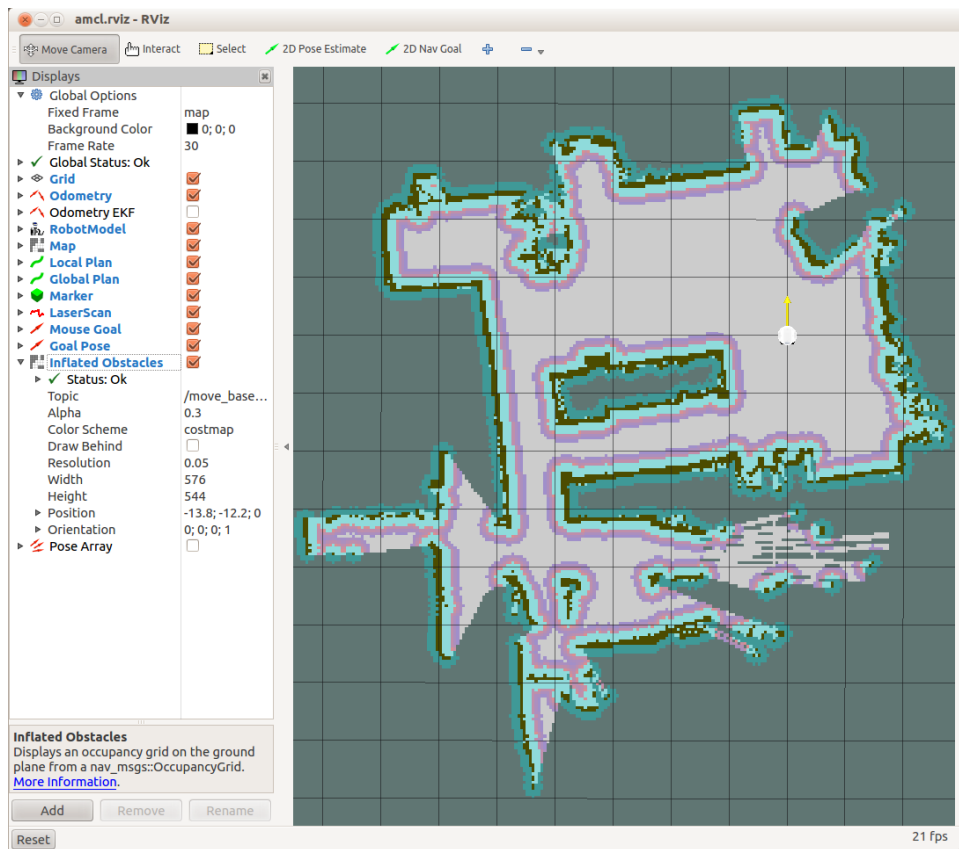 amcl.rviz - RViz
Move Camera Interact Select 2D Pose Estimate 2D Nav Goal
Displays
Global Options
Fixed Frame map
Background Color 0; 0; 0
Frame Rate 30
Global Status: Ok
Grid
Odometry
Odometry EKF
RobotModel
Map
Local Plan
Global Plan
Marker
LaserScan
Mouse Goal
Goal Pose
Inflated Obstacles
Status: Ok
Topic /move_base...
Alpha 0.3
Color Scheme costmap
Draw Behind
Resolution 0.05
Width 576
Height 544
Position -13.8; -12.2; 0
Orientation 0; 0; 0; 1
Pose Array
Inflated Obstacles
Displays an occupancy grid on the ground
plane from a nav_msgs::OccupancyGrid.
More Information.
Add Remove Rename
Reset 21 fps